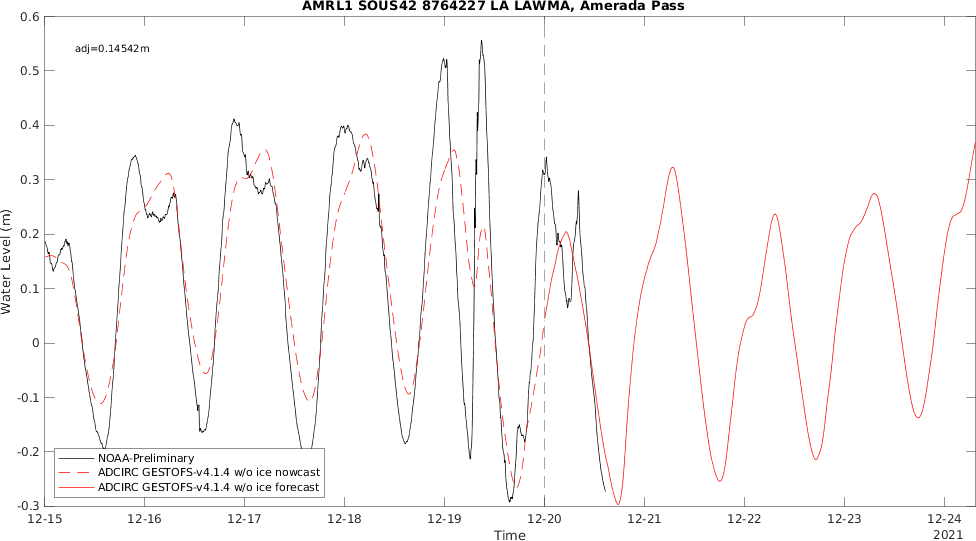 AMRL1 SOUS42 8764227 LA LAWMA, Amerada Pass
adj=0.14542m
0.6
0.5
0.4
0.3
0.2
0.1
0
-0.1
-0.2
-0.3
Water Level (m)
NOAA-Preliminary
ADCIRC GESTOFS-v4.1.4 w/o ice nowcast
ADCIRC GESTOFS-v4.1.4 w/o ice forecast
12-15 12-16 12-17 12-18 12-19 12-20 12-21 12-22 12-23 12-24
Time
2021